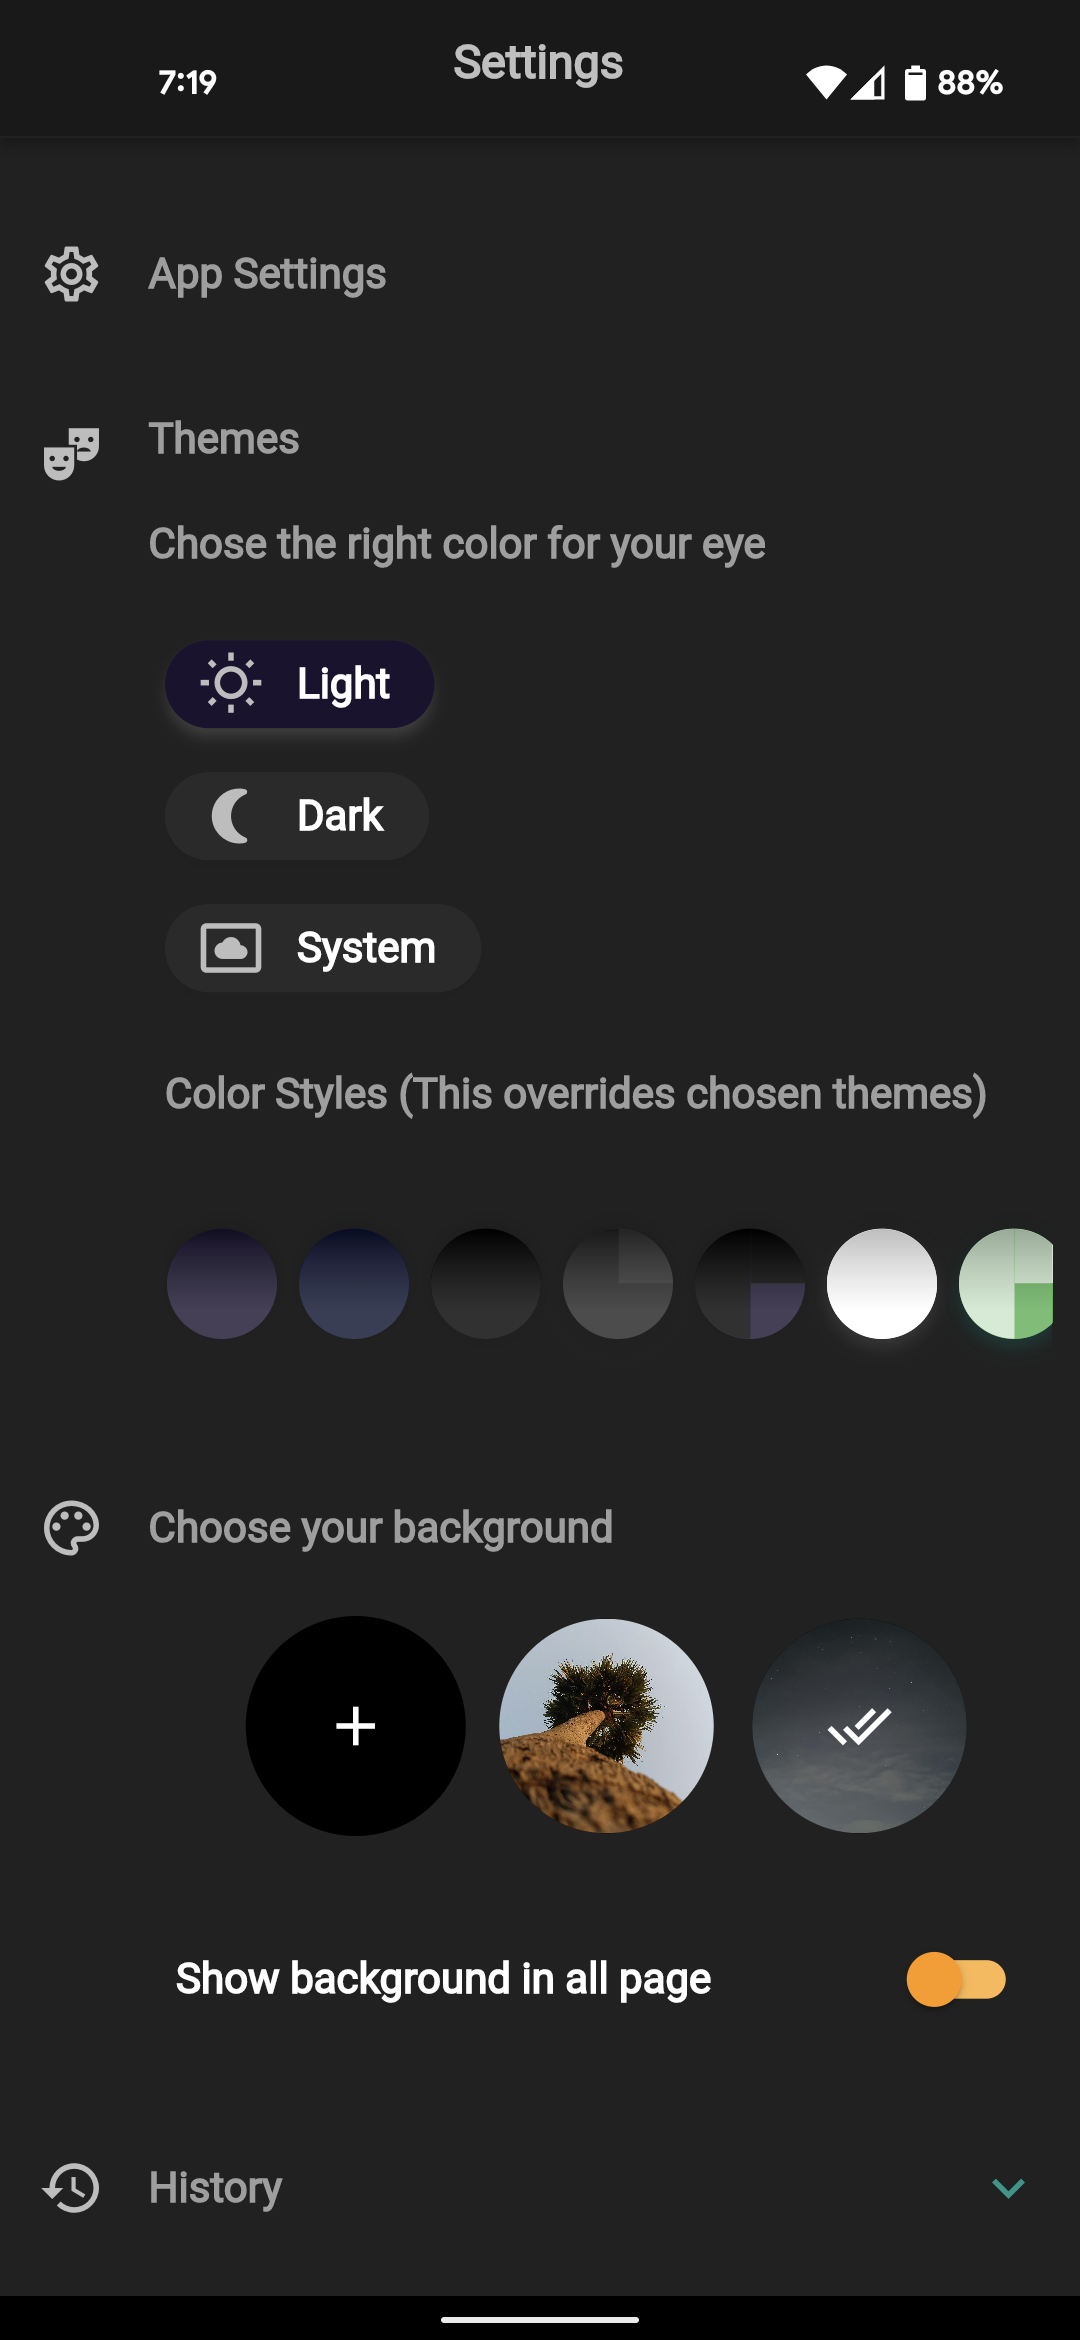 7:19
Settings
88%
App Settings
Themes
Chose the right color for your eye
Light
Dark
System
Color Styles (This overrides chosen themes)
Choose your background
Show background in all page
History